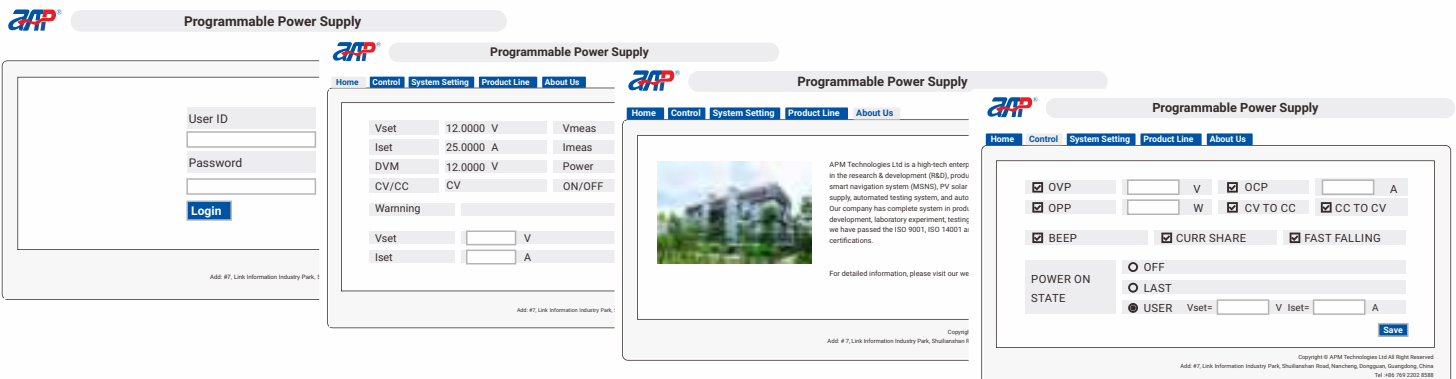 APM®
Programmable Power Supply
User ID
Password
Login
Add: #7, Link Information Industry Park,
APM®
Programmable Power Supply
Home Control System Setting Product Line About Us
Vset 12.0000 V Vmeas
Iset 25.0000 A Imeas
DVM 12.0000 V Power
CV/CC CV ON/OFF
Warnning
Vset V
Iset A
Add: #7, Link Information Industry Park,
APM®
Programmable Power Supply
Home Control System Setting Product Line About Us
APM Technologies Ltd is a high-tech enterp
in the research & development (R&D), produ
smart navigation system (MSNS), PV solar
supply, automated testing system, and auto
Our company has complete system in produ
development, laboratory experiment, testing
we have passed the ISO 9001, ISO 14001 a
certifications.
For detailed information, please visit our we
Copyrigh
Add: # 7, Link Information Industry Park, Shuilianshan R
APM®
Programmable Power Supply
Home Control System Setting Product Line About Us
OVP V OCP A
OPP W CV TO CC CC TO CV
BEEP CURR SHARE FAST FALLING
POWER ON STATE
OFF
LAST
USER Vset= V Iset= A
Save
Copyright © APM Technologies Ltd All Right Reserved
Add: #7, Link Information Industry Park, Shuilianshan Road, Nancheng, Dongguan, Guangdong, China
Tel :+86 769 2202 8588